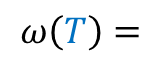 ω(T) =